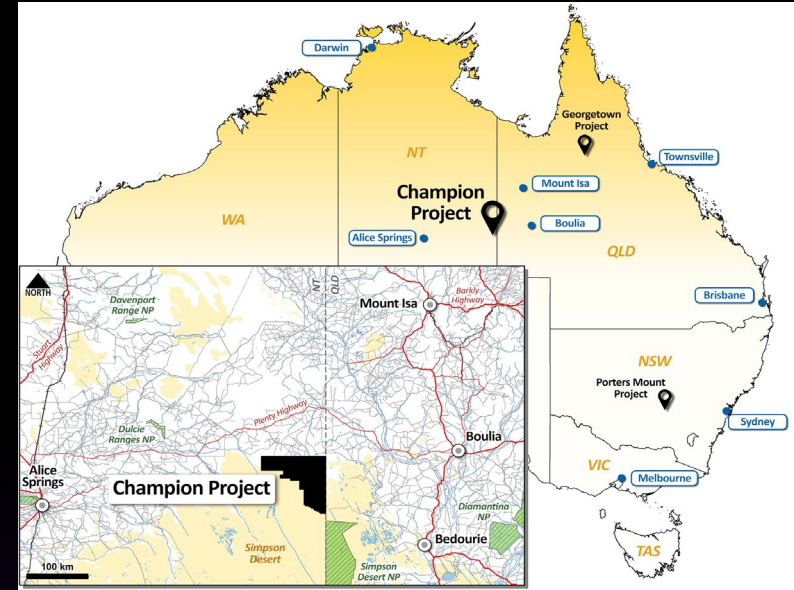 Darwin
Georgetown
Project
NT
Townsville
Mount Isa
Champion
Project
WA
Boulia
Alice Springs
QLD
NORTH
Davenport
Range NP
NT
QLD
Mount Isa
Barkly
Highway
Brisbane
Stuart
Highway
NSW
Porters Mount
Project
Plenty Highway
Dulcie
Ranges NP
Sydney
Boulia
VIC
Alice
Springs
Melbourne
Champion Project
Diamantina
NP
Simpson
Desert
Bedourie
TAS
100 km
Simpson
Desert NP